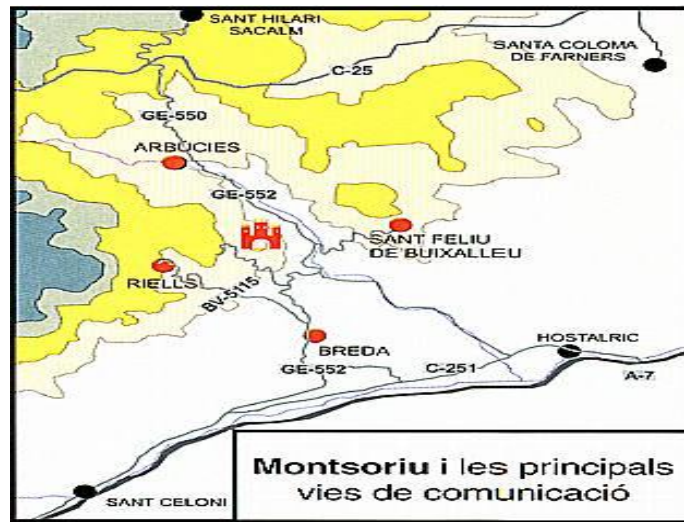 SANT HILARI
SACALM
SANTA COLOMA
DE FARNERS
C-25
GE-550
ARBÚCIES
GE-552
SANT FELIU
DE BUIXALLEU
RIELLS
BV-5115
HOSTALRIC
BREDA
GE-552
C-251
A-7
Montsoriu i les principals
vies de comunicació
SANT CELONI